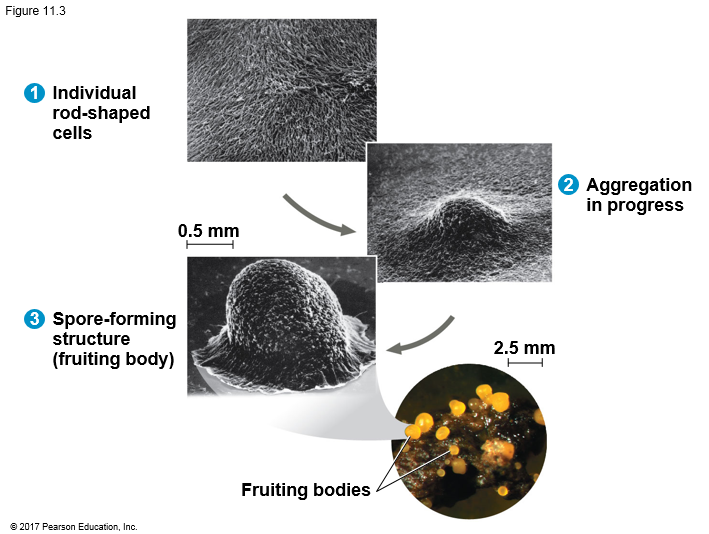 Figure 11.3
1 Individual
rod-shaped
cells
2 Aggregation
in progress
0.5 mm
3 Spore-forming
structure
(fruiting body)
2.5 mm
Fruiting bodies
© 2017 Pearson Education, Inc.